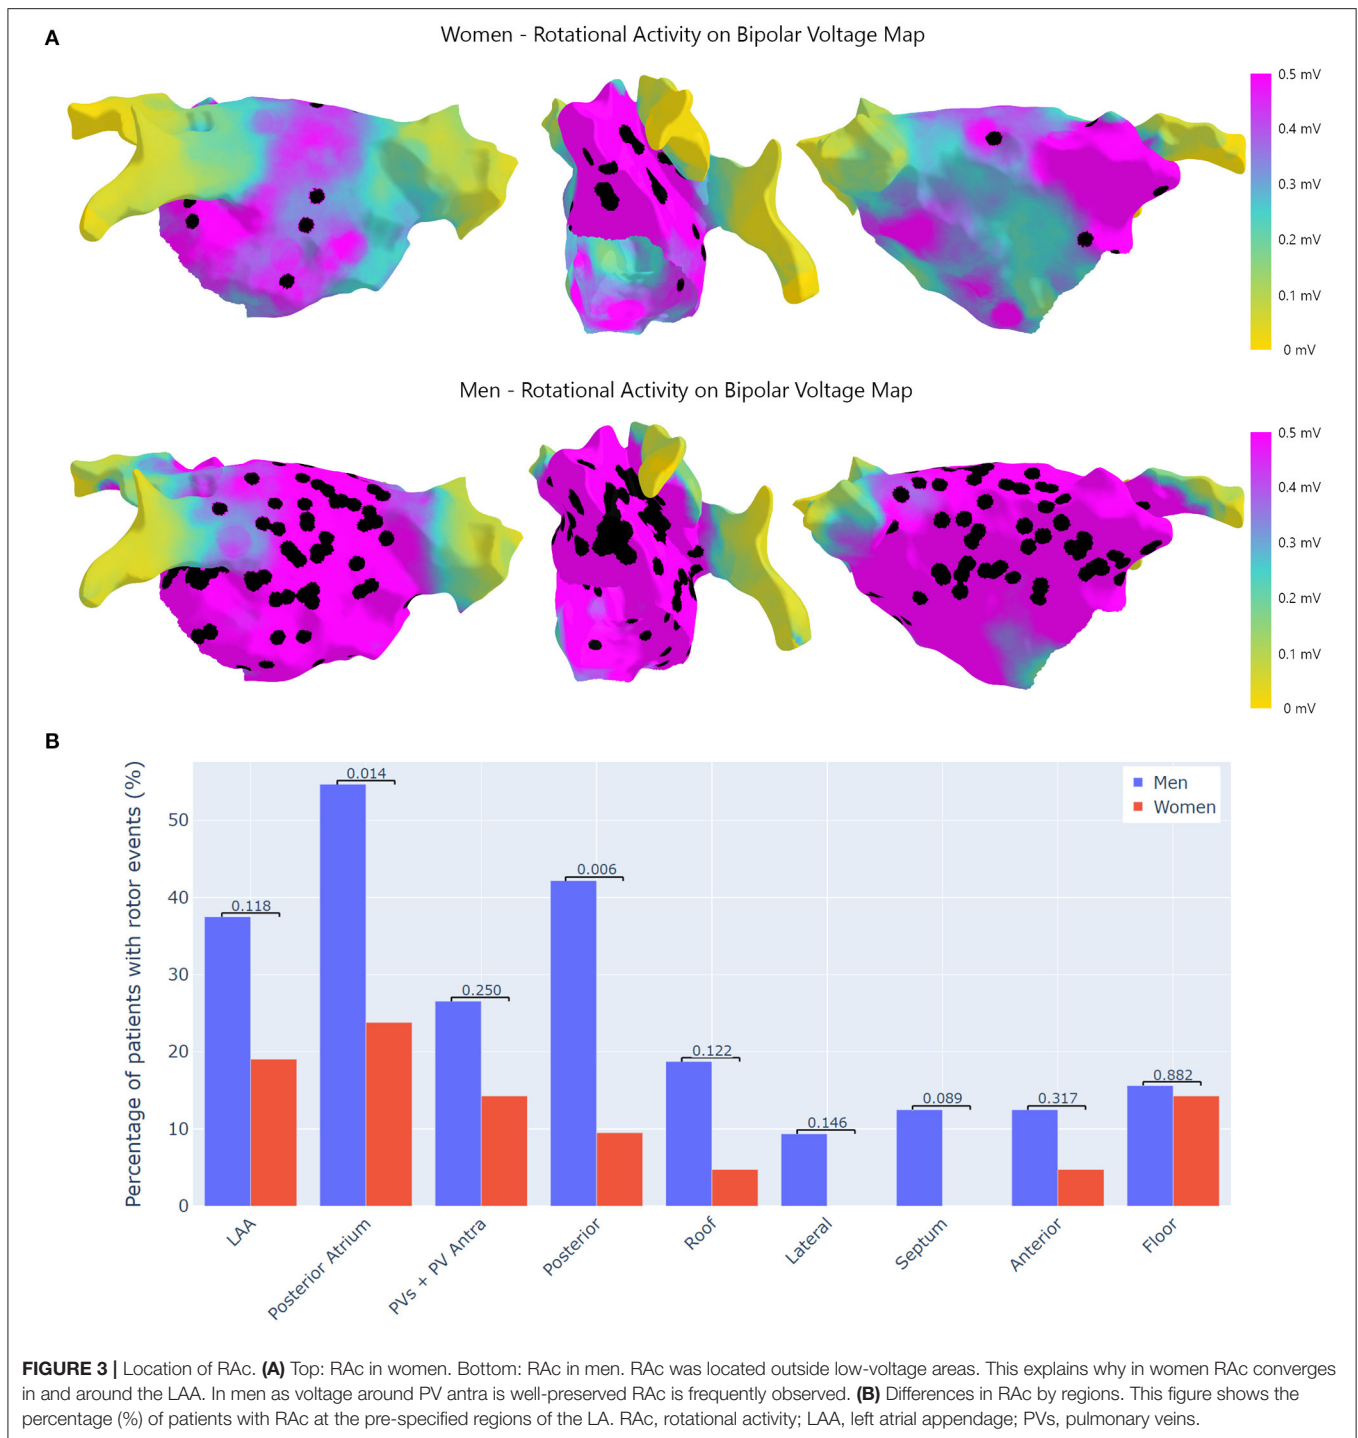 A
Women - Rotational Activity on Bipolar Voltage Map
0.5 mV
0.4 mV
0.3 mV
0.2 mV
0.1 mV
0 mV
Men - Rotational Activity on Bipolar Voltage Map
0.5 mV
0.4 mV
0.3 mV
0.2 mV
0.1 mV
0 mV
B
Percentage of patients with rotor events (%)
50
40
30
20
10
0
0.118
0.014
0.250
0.006
0.122
0.146
0.089
0.317
0.882
Men
Women
LAA
Posterior Atrium
PVs + PV Antra
Posterior
Roof
Lateral
Septum
Anterior
Floor
FIGURE 3 | Location of RAc. (A) Top: RAc in women. Bottom: RAc in men. RAc was located outside low-voltage areas. This explains why in women RAc converges
in and around the LAA. In men as voltage around PV antra is well-preserved RAc is frequently observed. (B) Differences in RAc by regions. This figure shows the
percentage (%) of patients with RAc at the pre-specified regions of the LA. RAc, rotational activity; LAA, left atrial appendage; PVs, pulmonary veins.